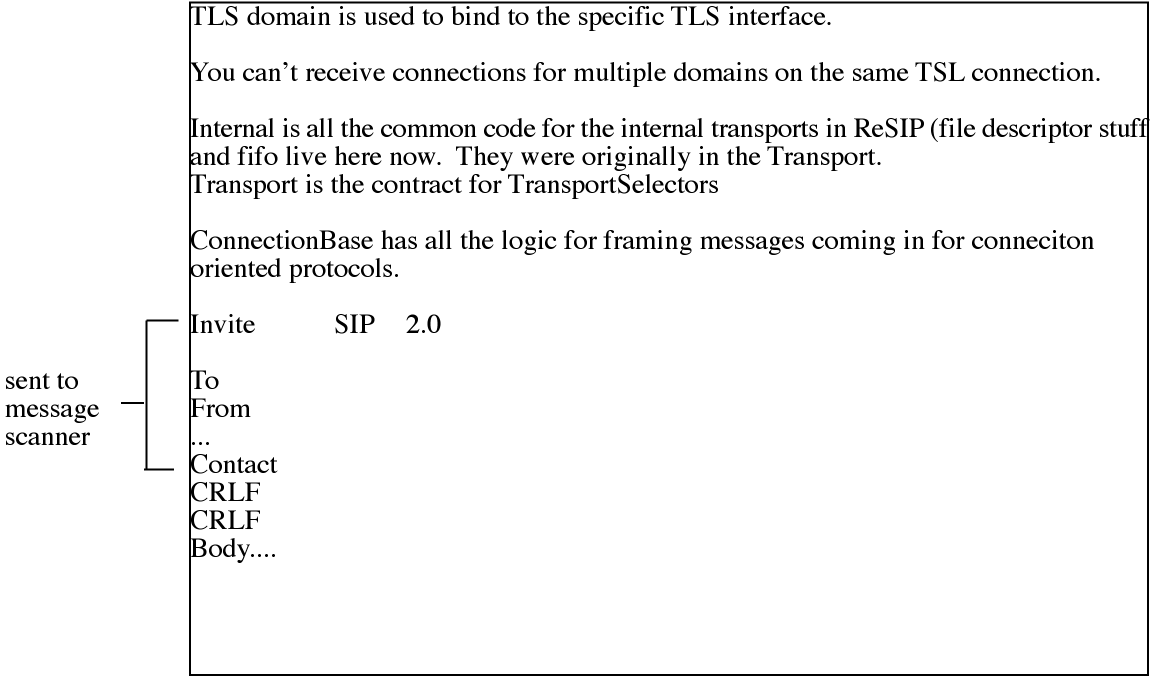 TLS domain is used to bind to the specific TLS interface.
You can't receive connections for multiple domains on the same TSL connection.
Internal is all the common code for the internal transports in ReSIP (file descriptor stuff
and fifo live here now.  They were originally in the Transport.
Transport is the contract for TransportSelectors
ConnectionBase has all the logic for framing messages coming in for conneciton
oriented protocols.
Invite SIP 2.0
sent to
message
scanner
To
From
...
Contact
CRLF
CRLF
Body....